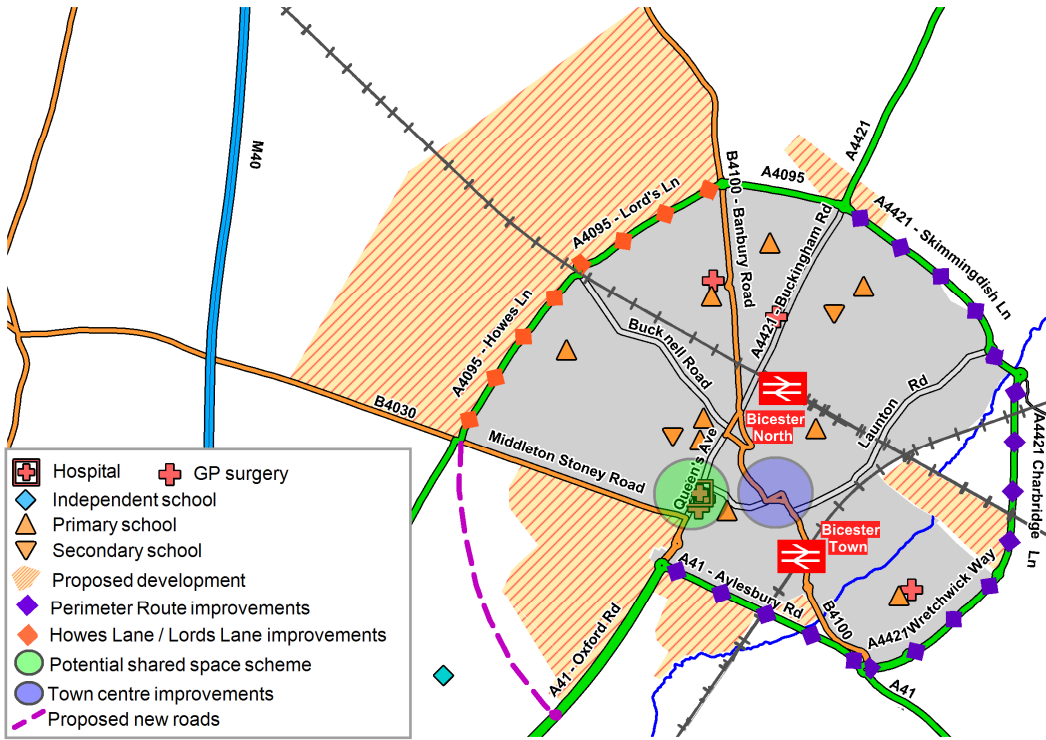 M40
A4421
B4100 - Banbury Road
A4095
A4095 - Lord's Ln
A4421 - Skimmingdish Ln
A4421 - Buckingham Rd
A4095 - Howes Ln
Bucknell Road
B4030
Bicester
North
Launton Rd
A4421 Charbridge Ln
Middleton Stoney Road
Queen's Ave
Bicester
Town
A41 - Aylesbury Rd
B4100
A4421 Wretchwick Way
A41 - Oxford Rd
A41
Hospital
GP surgery
Independent school
Primary school
Secondary school
Proposed development
Perimeter Route improvements
Howes Lane / Lords Lane improvements
Potential shared space scheme
Town centre improvements
Proposed new roads